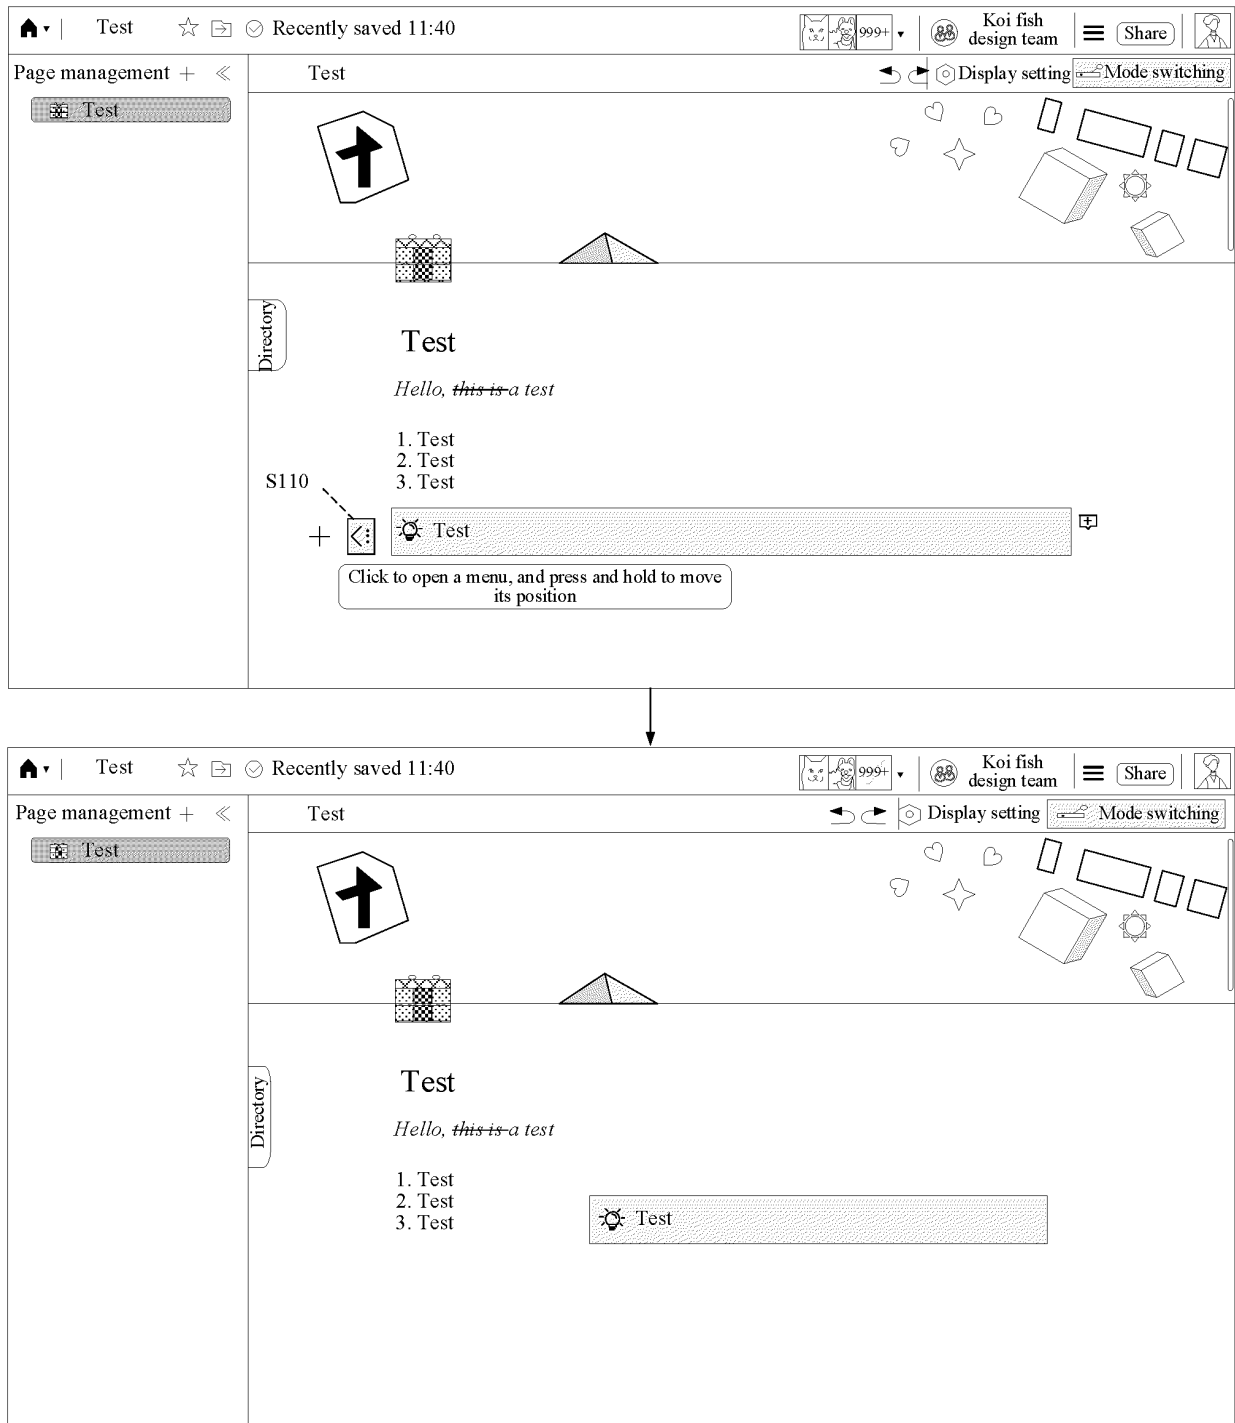 Test
Recently saved 11:40
999+
Koi fish
design team
Share
Page management
Test
Display setting
Mode switching
Test
Directory
Test
Hello, this is a test
1. Test
2. Test
3. Test
S110
Test
Click to open a menu, and press and hold to move
its position
Test
Recently saved 11:40
999+
Koi fish
design team
Share
Page management
Test
Display setting
Mode switching
Test
Directory
Test
Hello, this is a test
1. Test
2. Test
3. Test
Test